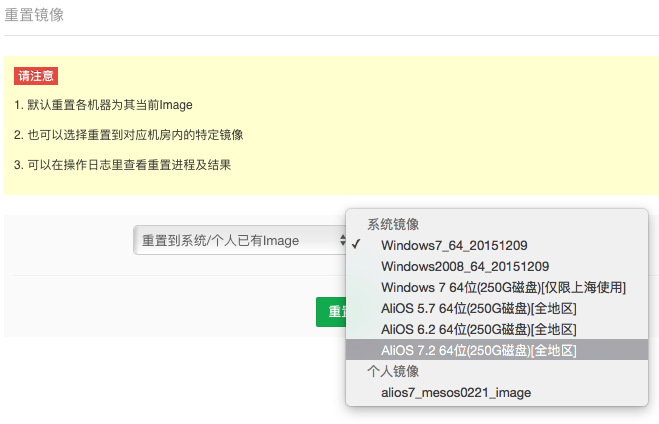 重置镜像
请注意
1. 默认重置各机器为其当前Image
2. 也可以选择重置到对应机房内的特定镜像
3. 可以在操作日志里查看重置进程及结果
重置到系统/个人已有Image
系统镜像
✓ Windows7_64_20151209
Windows2008_64_20151209
Windows 7 64位(250G磁盘)[仅限上海使用]
AliOS 5.7 64位(250G磁盘)[全地区]
重
AliOS 6.2 64位(250G磁盘)[全地区]
AliOS 7.2 64位(250G磁盘)[全地区]
个人镜像
alios7_mesos0221_image